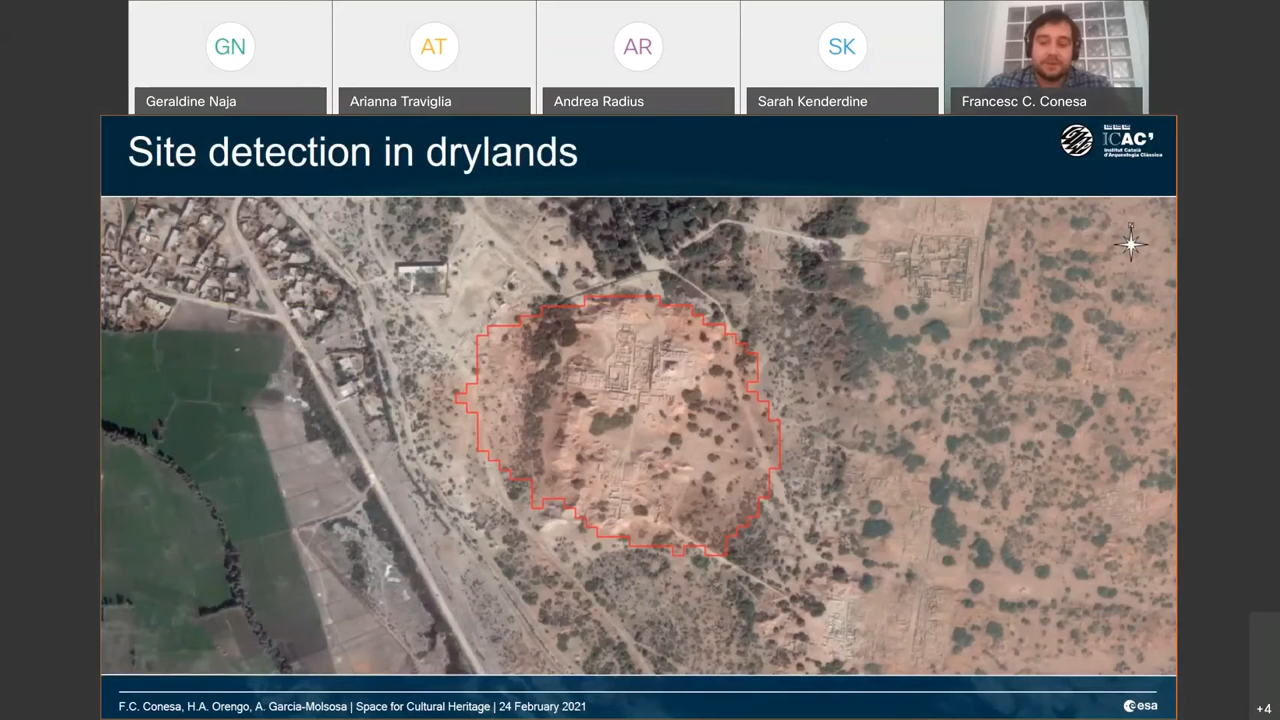 GN
AT
AR
SK
Geraldine Naja
Arianna Traviglia
Andrea Radius
Sarah Kenderdine
Francesc C. Conesa
Site detection in drylands
ICAC'
Institut Català
d'Arqueologia Clàssica
N
F.C. Conesa, H.A. Orengo, A. Garcia-Molsosa | Space for Cultural Heritage | 24 February 2021
esa
+4